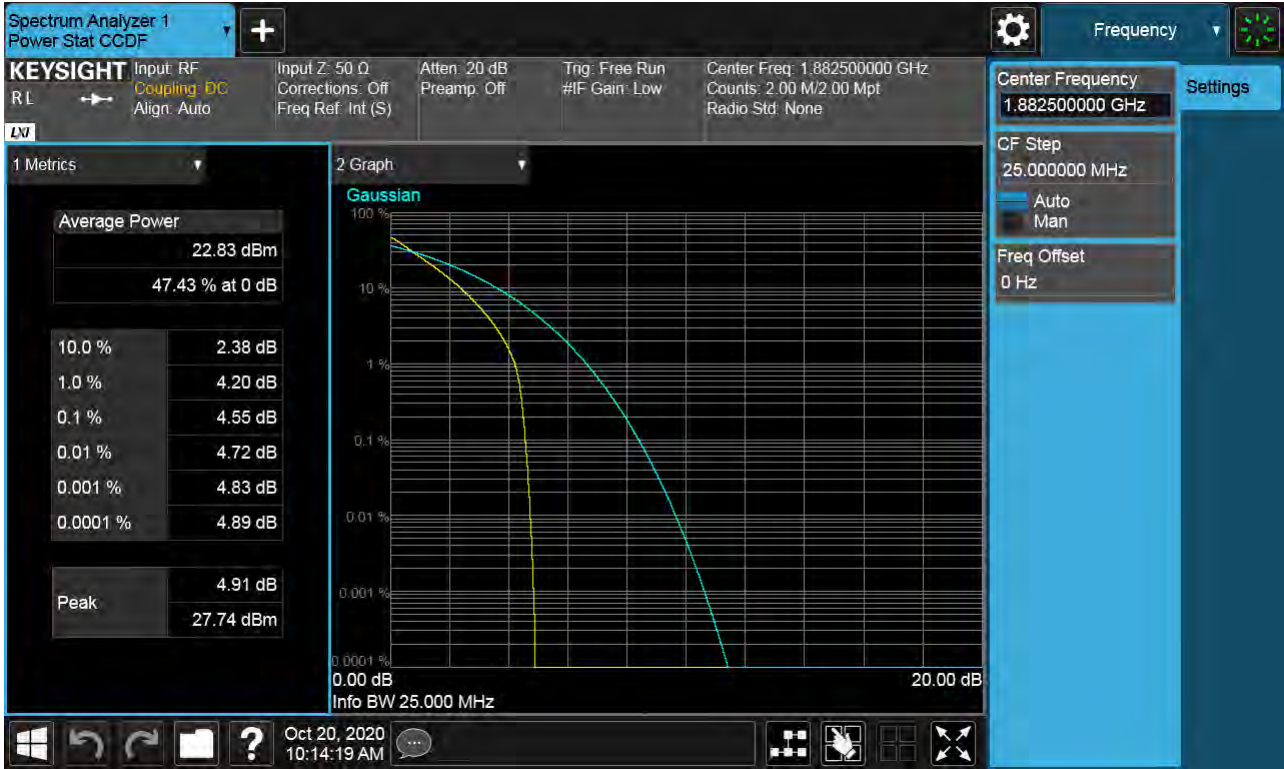 Spectrum Analyzer 1
Power Stat CCDF
Frequency
KEYSIGHT
R L
LXI
Input: RF
Coupling: DC
Align: Auto
Input Z: 50 Ω
Corrections: Off
Freq Ref: Int (S)
Atten: 20 dB
Preamp: Off
Trig: Free Run
#IF Gain: Low
Center Freq: 1.882500000 GHz
Counts: 2.00 M/2.00 Mpt
Radio Std: None
Center Frequency
1.882500000 GHz
Settings
CF Step
25.000000 MHz
Auto
Man
Freq Offset
0 Hz
1 Metrics
Average Power
22.83 dBm
47.43 % at 0 dB
10.0 % 2.38 dB
1.0 % 4.20 dB
0.1 % 4.55 dB
0.01 % 4.72 dB
0.001 % 4.83 dB
0.0001 % 4.89 dB
Peak
4.91 dB
27.74 dBm
2 Graph
Gaussian
100 %
10 %
1 %
0.1 %
0.01 %
0.001 %
0.0001 %
0.00 dB 20.00 dB
Info BW 25.000 MHz
?
Oct 20, 2020
10:14:19 AM